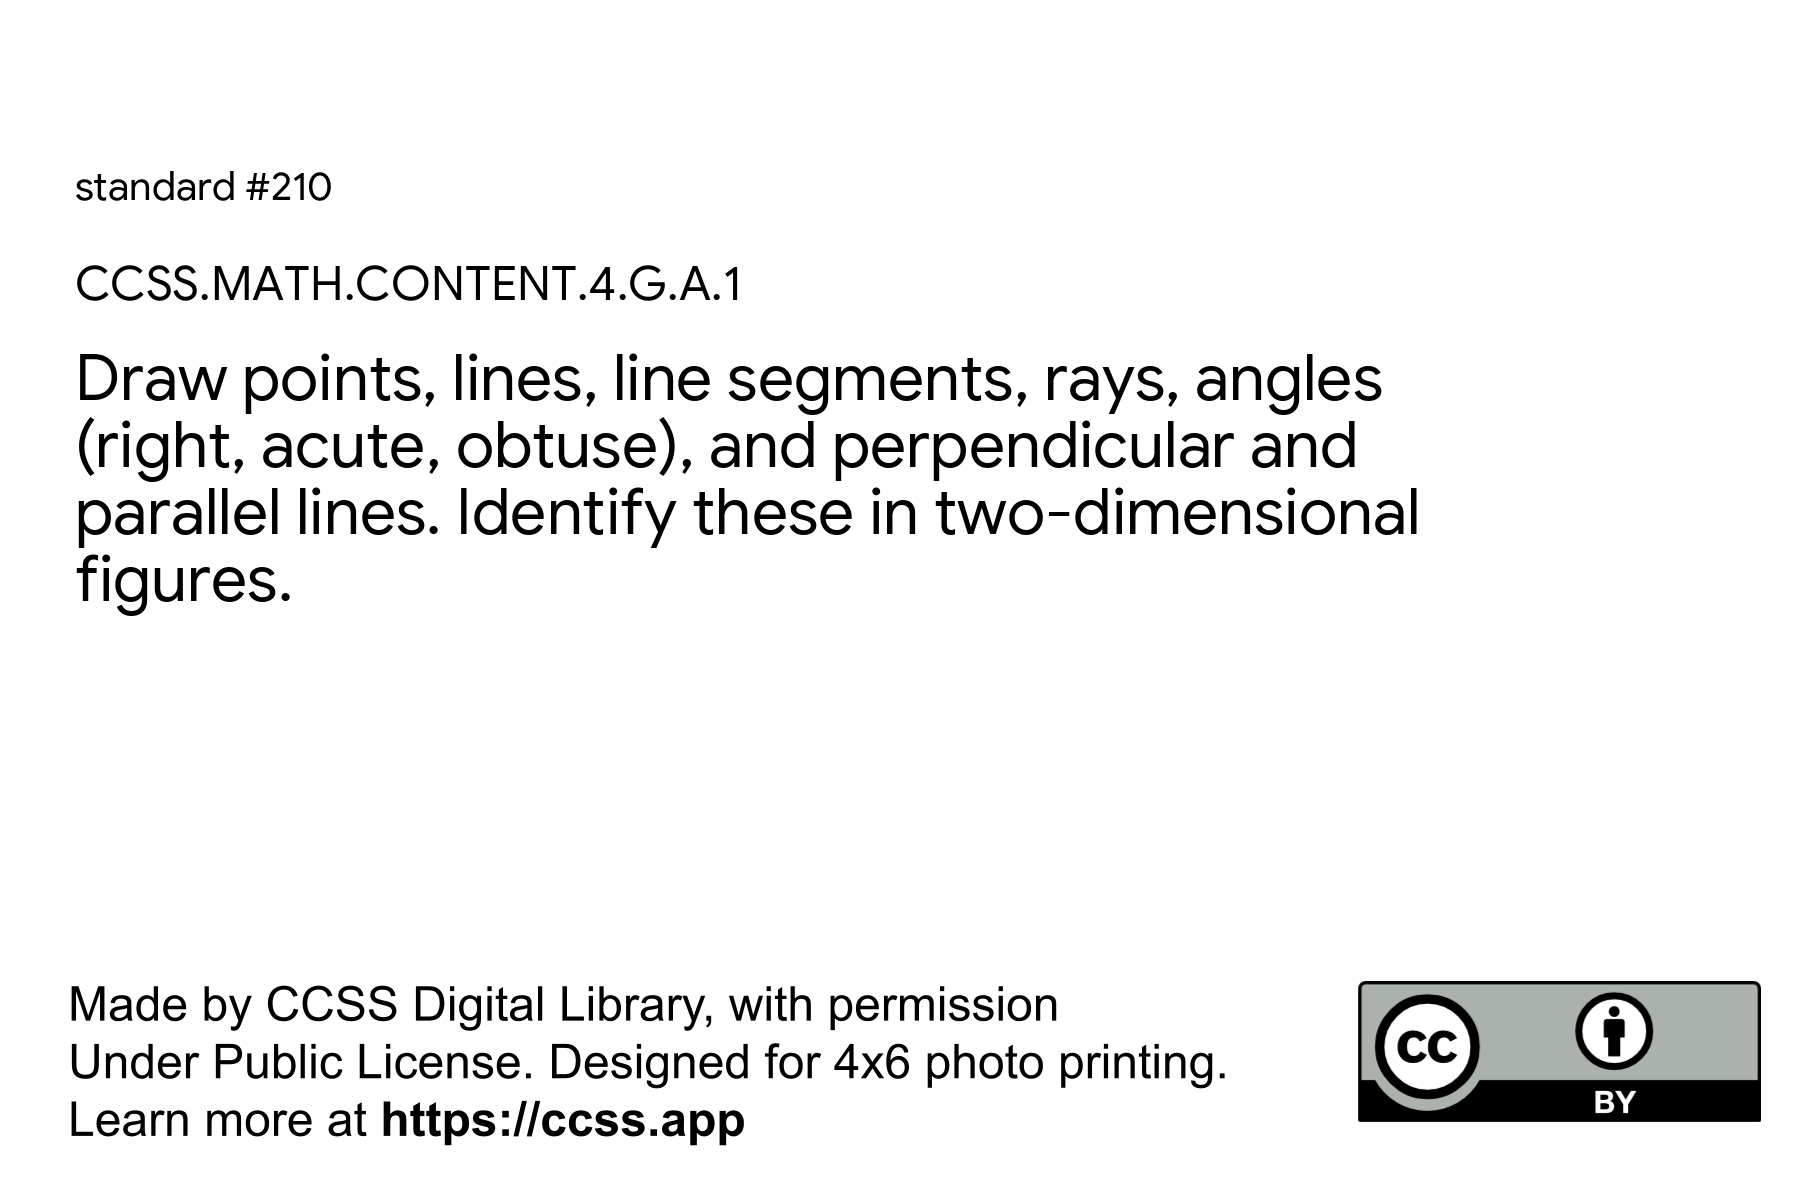 standard #210
CCSS.MATH.CONTENT.4.G.A.1
Draw points, lines, line segments, rays, angles
(right, acute, obtuse), and perpendicular and
parallel lines. Identify these in two-dimensional
figures.
Made by CCSS Digital Library, with permission
Under Public License. Designed for 4x6 photo printing.
Learn more at https://ccss.app
cc
BY